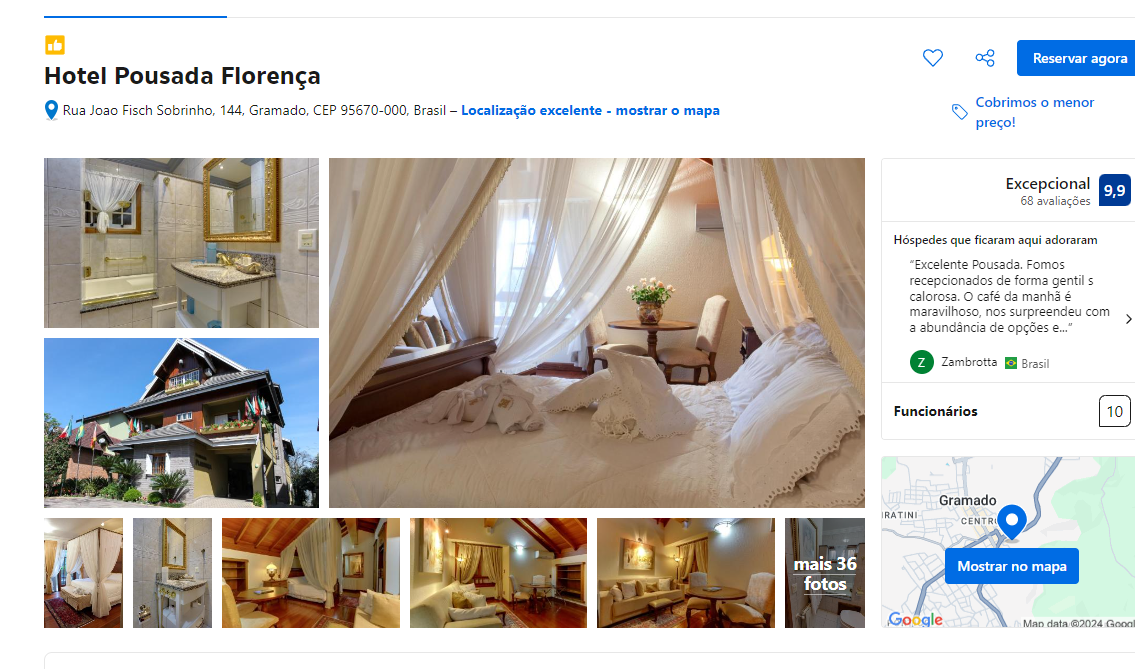 Hotel Pousada Florença
Rua Joao Fisch Sobrinho, 144, Gramado, CEP 95670-000, Brasil – Localização excelente - mostrar o mapa
Reservar agora
Cobrimos o menor
preço!
Excepcional
68 avaliações
9,9
Hóspedes que ficaram aqui adoraram
“Excelente Pousada. Fomos
recepcionados de forma gentil s
calorosa. O café da manhã é
maravilhoso, nos surpreendeu com
a abundância de opções e...”
Z Zambrotta Brasil
Funcionários
10
mais 36
fotos
Gramado
CENTR
Mostrar no mapa
Google
Map data ©2024 Googl